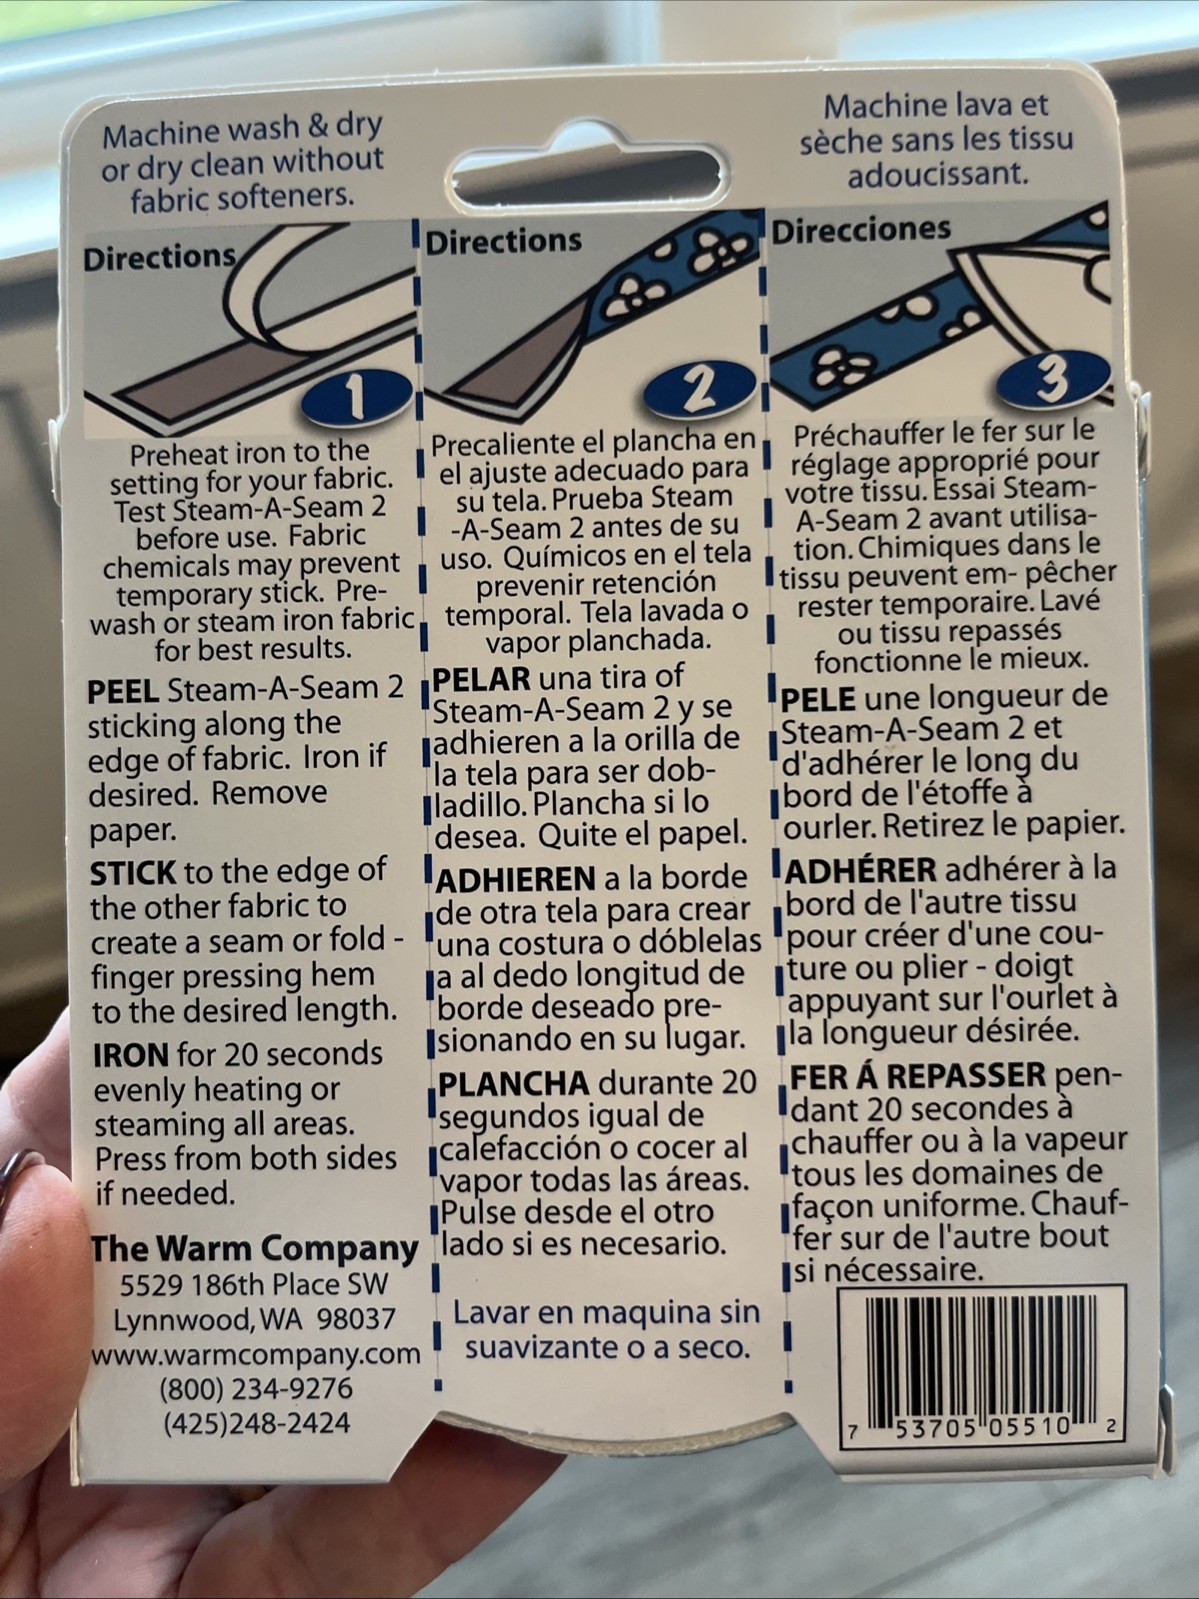 Machine wash & dry
or dry clean without
fabric softeners.
Machine lava et
sèche sans les tissu
adoucissant.
Directions
1
Preheat iron to the
setting for your fabric.
Test Steam-A-Seam 2
before use. Fabric
chemicals may prevent
temporary stick. Pre-
wash or steam iron fabric
for best results.
PEEL Steam-A-Seam 2
sticking along the
edge of fabric. Iron if
desired. Remove
paper.
STICK to the edge of
the other fabric to
create a seam or fold -
finger pressing hem
to the desired length.
IRON for 20 seconds
evenly heating or
steaming all areas.
Press from both sides
if needed.
The Warm Company
5529 186th Place SW
Lynnwood, WA 98037
www.warmcompany.com
(800) 234-9276
(425)248-2424
Directions
2
Precaliente el plancha en
el ajuste adecuado para
su tela. Prueba Steam
-A-Seam 2 antes de su
uso. Químicos en el tela
prevenir retención
temporal. Tela lavada o
vapor planchada.
PELAR una tira of
Steam-A-Seam 2 y se
adhieren a la orilla de
la tela para ser dob-
ladillo. Plancha si lo
desea. Quite el papel.
ADHIEREN a la borde
de otra tela para crear
una costura o dóblelas
a al dedo longitud de
borde deseado pre-
sionando en su lugar.
PLANCHA durante 20
segundos igual de
calefacción o cocer al
vapor todas las áreas.
Pulse desde el otro
lado si es necesario.
Lavar en maquina sin
suavizante o a seco.
Direcciones
3
Préchauffer le fer sur le
réglage approprié pour
votre tissu. Essai Steam-
A-Seam 2 avant utilisa-
tion. Chimiques dans le
tissu peuvent em- pêcher
rester temporaire. Lavé
ou tissu repassés
fonctionne le mieux.
PELE une longueur de
Steam-A-Seam 2 et
d'adhérer le long du
bord de l'étoffe à
ourler. Retirez le papier.
ADHÉRER adhérer à la
bord de l'autre tissu
pour créer d'une cou-
ture ou plier - doigt
appuyant sur l'ourlet à
la longueur désirée.
FER Á REPASSER pen-
dant 20 secondes à
chauffer ou à la vapeur
tous les domaines de
façon uniforme. Chauf-
fer sur de l'autre bout
si nécessaire.
7 53705 05510 2